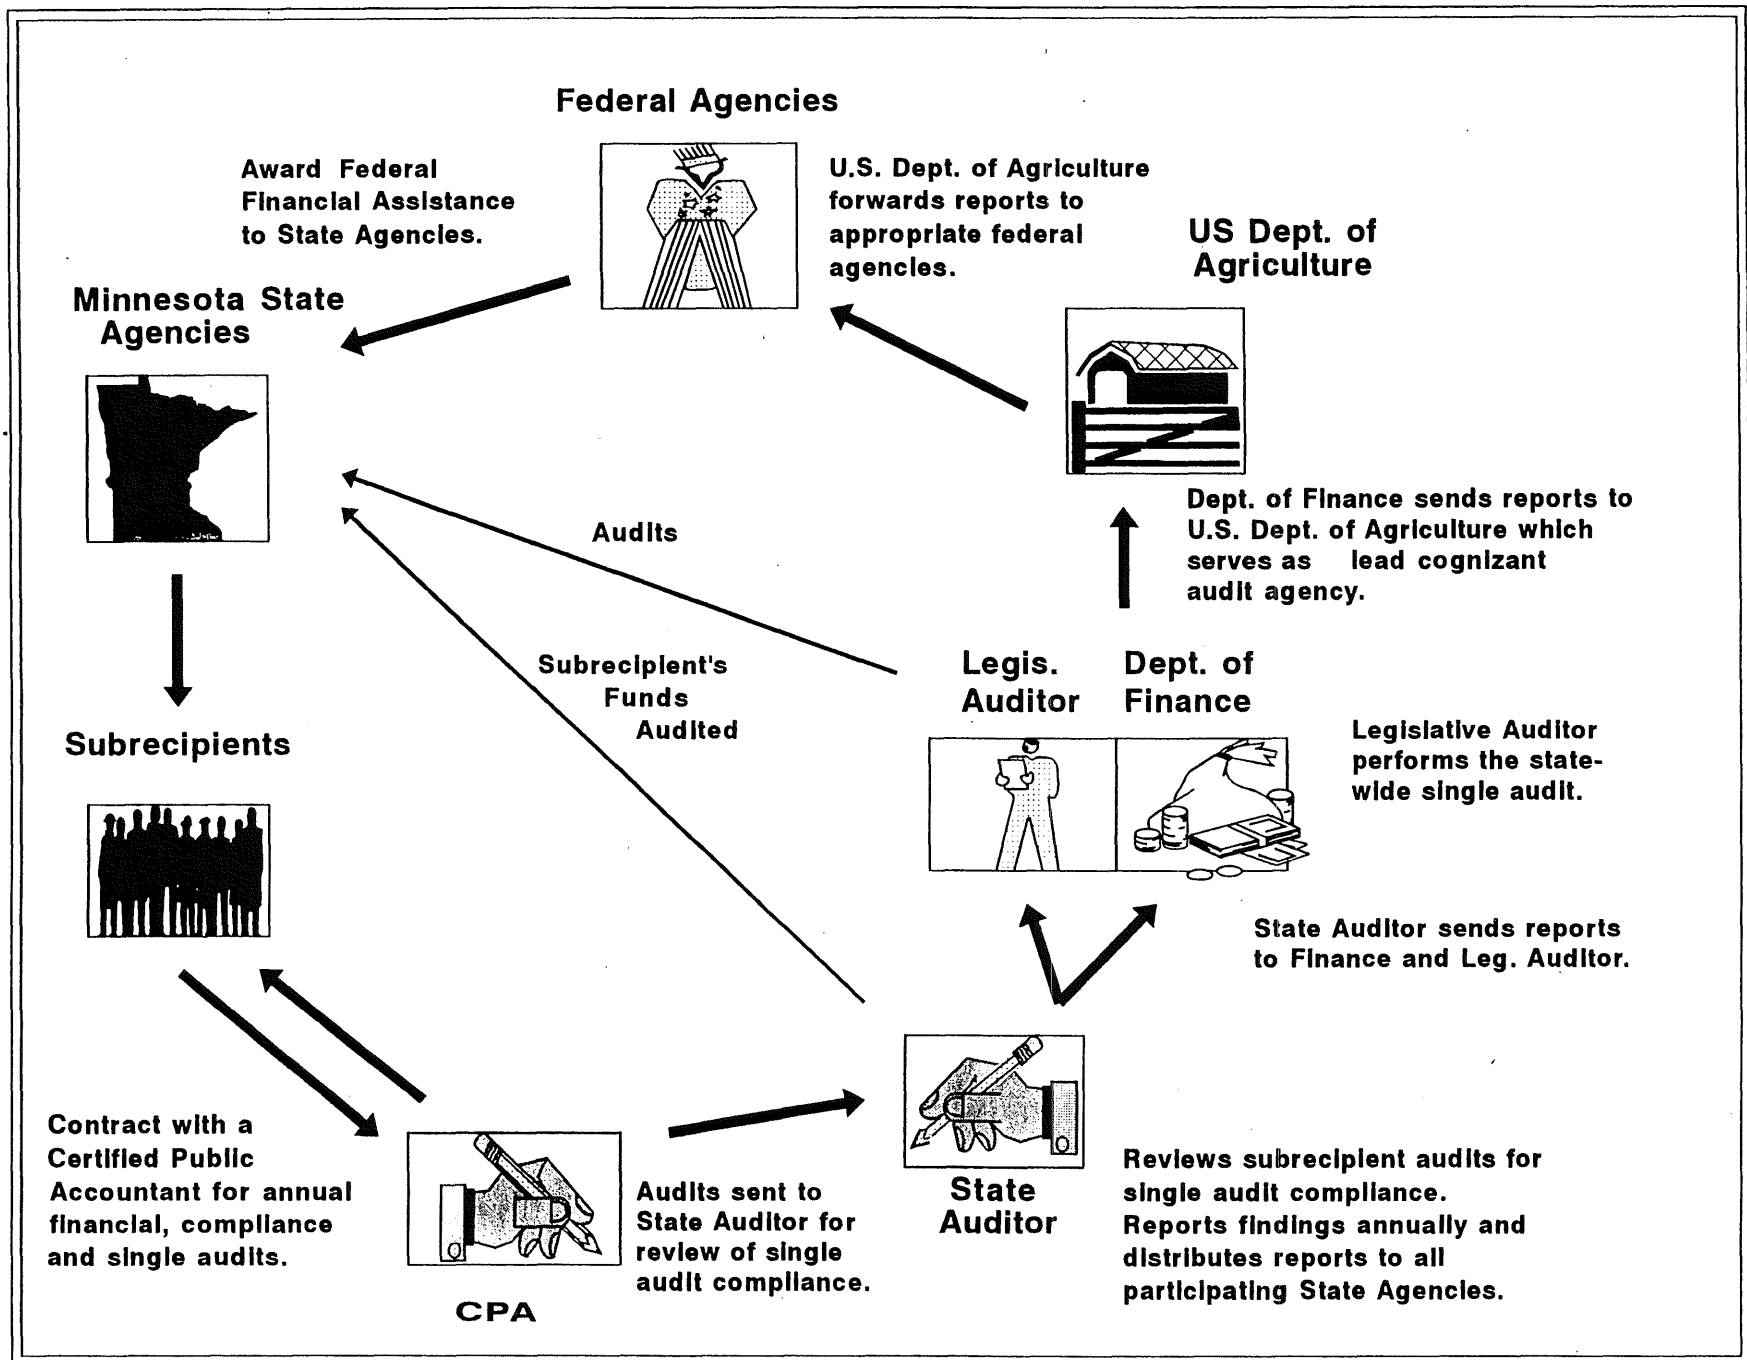 Federal Agencies
Award Federal
Financial Assistance
to State Agencies.
U.S. Dept. of Agriculture
forwards reports to
appropriate federal
agencies.
US Dept. of
Agriculture
Minnesota State
Agencies
Dept. of Finance sends reports to
U.S. Dept. of Agriculture which
serves as lead cognizant
audit agency.
Audits
Subrecipient's
Funds
Audited
Legis.
Auditor
Dept. of
Finance
Legislative Auditor
performs the state-
wide single audit.
Subrecipients
State Auditor sends reports
to Finance and Leg. Auditor.
Contract with a
Certified Public
Accountant for annual
financial, compliance
and single audits.
CPA
Audits sent to
State Auditor for
review of single
audit compliance.
State
Auditor
Reviews subrecipient audits for
single audit compliance.
Reports findings annually and
distributes reports to all
participating State Agencies.